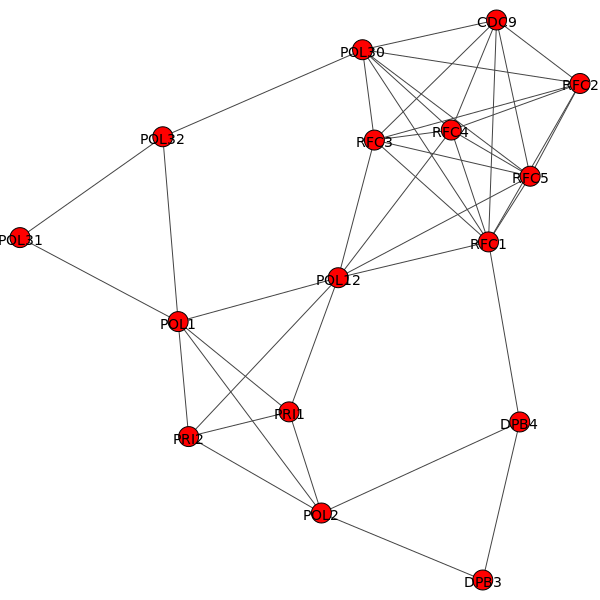 CDC9
POL30
RFC2
RFC4
POL32
RFC3
RFC5
POL31
RFC1
POL12
POL1
PRI1
DPB4
PRI2
POL2
DPB3